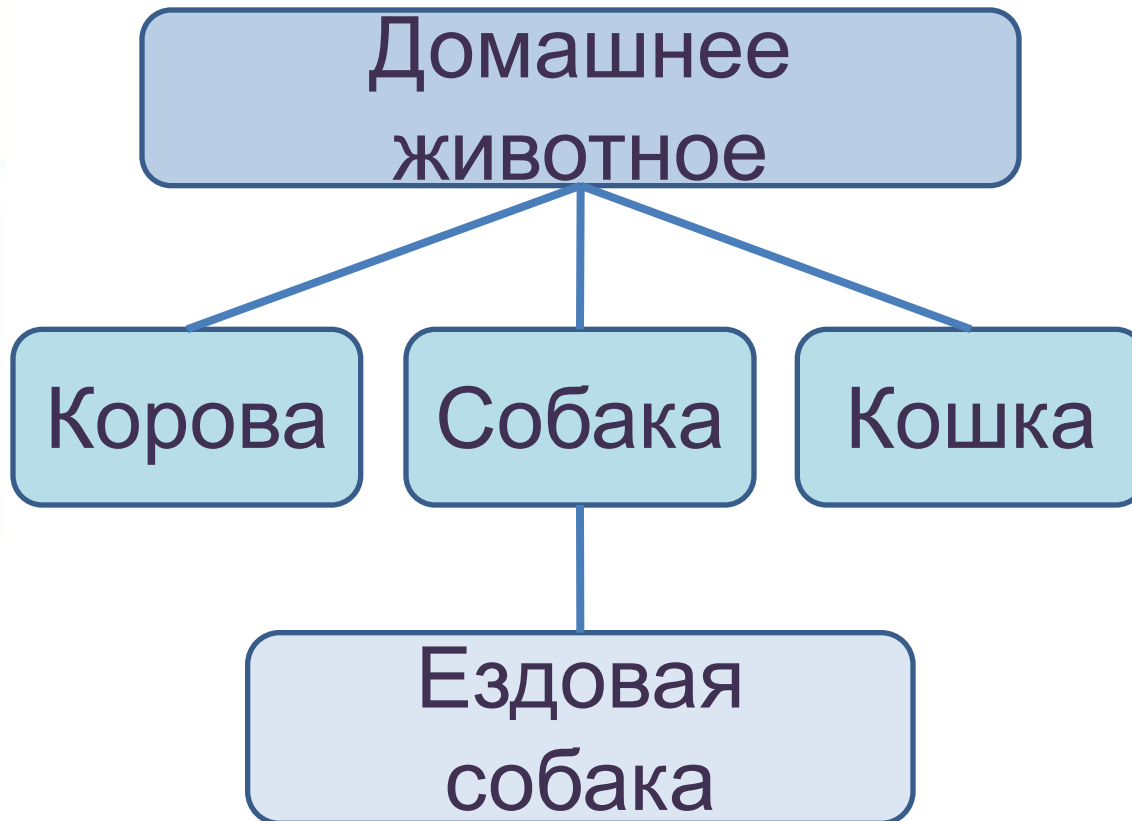 Домашнее
животное
Корова
Собака
Кошка
Ездовая
собака